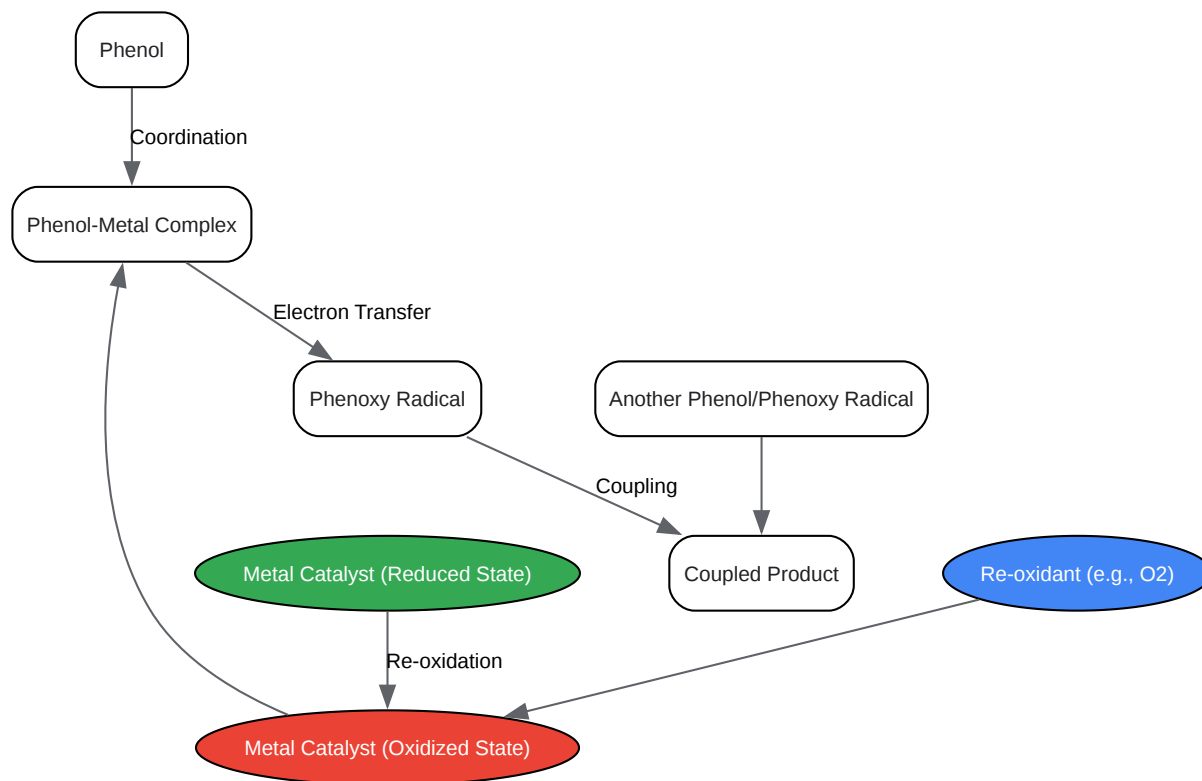 Phenol
Coordination
Phenol-Metal Complex
Electron Transfer
Phenoxy Radical
Another Phenol/Phenoxy Radical
Coupling
Metal Catalyst (Reduced State)
Coupled Product
Re-oxidant (e.g., O2)
Re-oxidation
Metal Catalyst (Oxidized State)